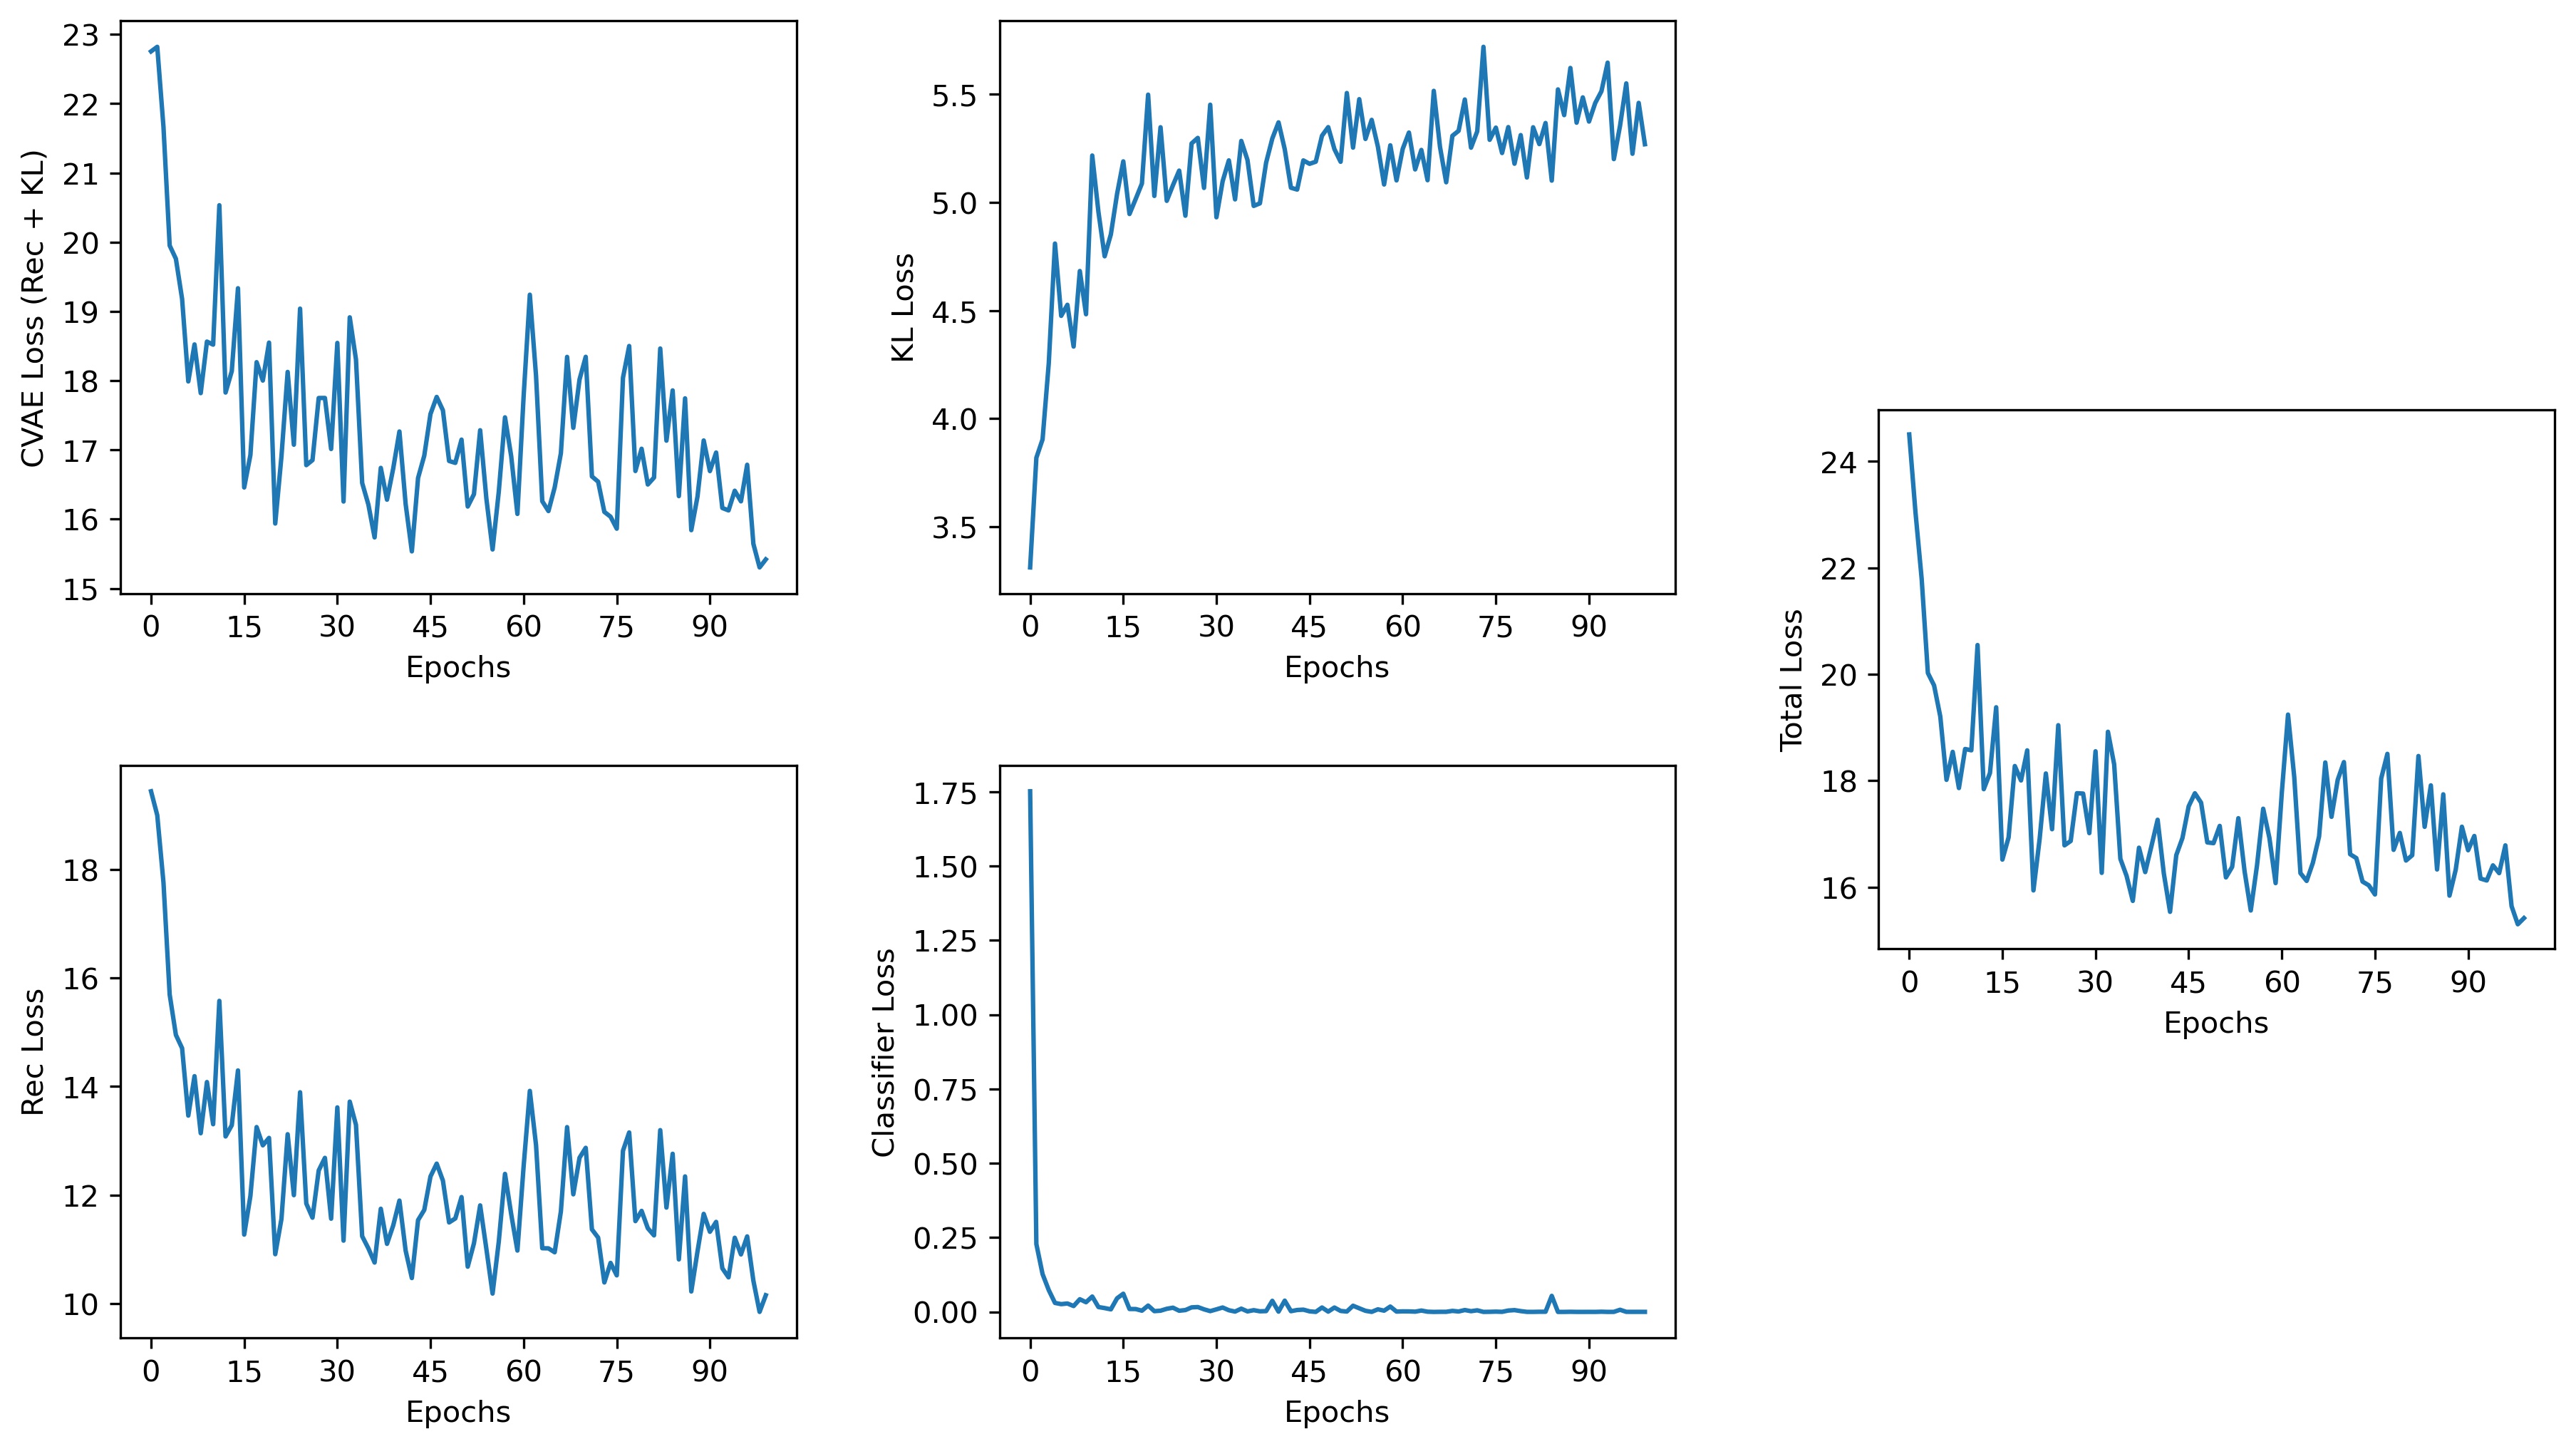 CVAE Loss (Rec + KL)
23
22
21
20
19
18
17
16
15
0 15 30 45 60 75 90
Epochs
KL Loss
5.5
5.0
4.5
4.0
3.5
0 15 30 45 60 75 90
Epochs
Rec Loss
18
16
14
12
10
0 15 30 45 60 75 90
Epochs
Classifier Loss
1.75
1.50
1.25
1.00
0.75
0.50
0.25
0.00
0 15 30 45 60 75 90
Epochs
Total Loss
24
22
20
18
16
0 15 30 45 60 75 90
Epochs